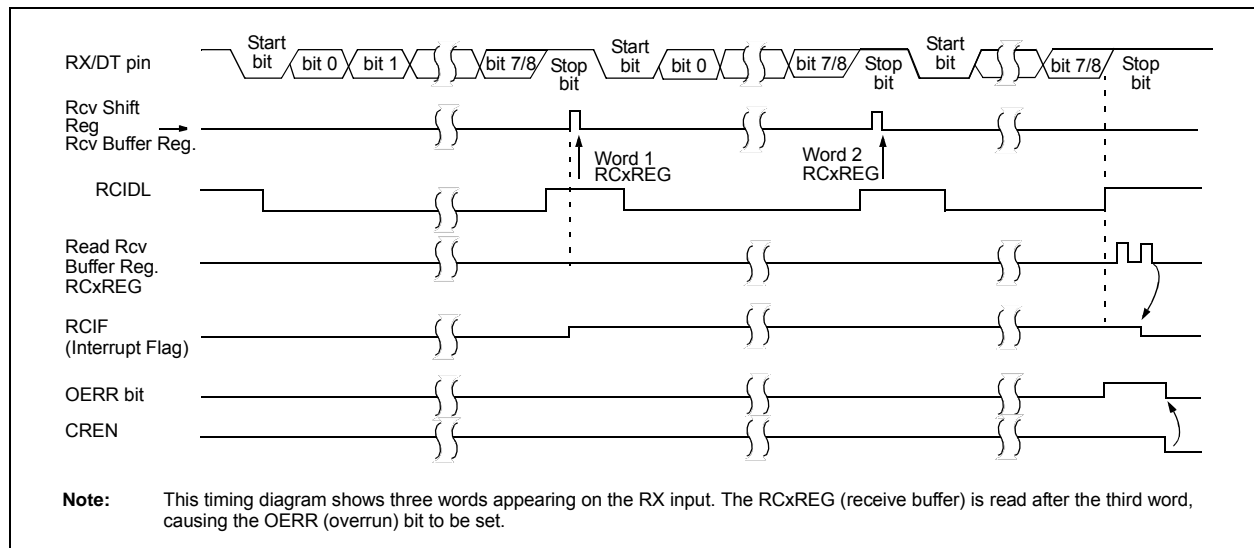 Start bit bit 0 bit 1 bit 7/8 Stop bit Start bit bit 0 bit 7/8 Stop bit Start bit bit 7/8 Stop bit
RX/DT pin
Rcv Shift
Reg
Rcv Buffer Reg.
Word 1
RCxREG
Word 2
RCxREG
RCIDL
Read Rcv
Buffer Reg.
RCxREG
RCIF
(Interrupt Flag)
OERR bit
CREN
Note: This timing diagram shows three words appearing on the RX input. The RCxREG (receive buffer) is read after the third word,
causing the OERR (overrun) bit to be set.